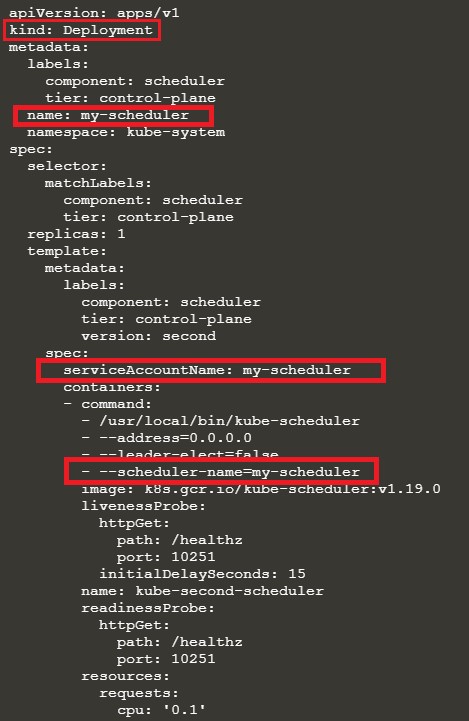 apiVersion: apps/v1
kind: Deployment
metadata:
  labels:
    component: scheduler
    tier: control-plane
  name: my-scheduler
  namespace: kube-system
spec:
  selector:
    matchLabels:
      component: scheduler
      tier: control-plane
  replicas: 1
  template:
    metadata:
      labels:
        component: scheduler
        tier: control-plane
        version: second
    spec:
      serviceAccountName: my-scheduler
      containers:
      - command:
        - /usr/local/bin/kube-scheduler
        - --address=0.0.0.0
        - --leader-elect=false
        - --scheduler-name=my-scheduler
        image: k8s.gcr.io/kube-scheduler:v1.19.0
        livenessProbe:
          httpGet:
            path: /healthz
            port: 10251
          initialDelaySeconds: 15
        name: kube-second-scheduler
        readinessProbe:
          httpGet:
            path: /healthz
            port: 10251
        resources:
          requests:
            cpu: '0.1'